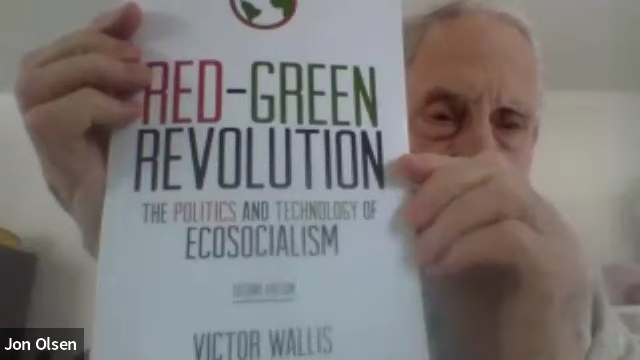 RED-GREEN
REVOLUTION
THE POLITICS AND TECHNOLOGY OF
ECOSOCIALISM
SECOND EDITION
VICTOR WALLIS
Jon Olsen